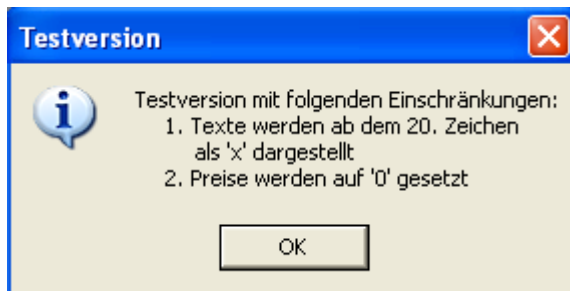 Testversion
Testversion mit folgenden Einschränkungen:
1. Texte werden ab dem 20. Zeichen
als 'x' dargestellt
2. Preise werden auf '0' gesetzt
OK